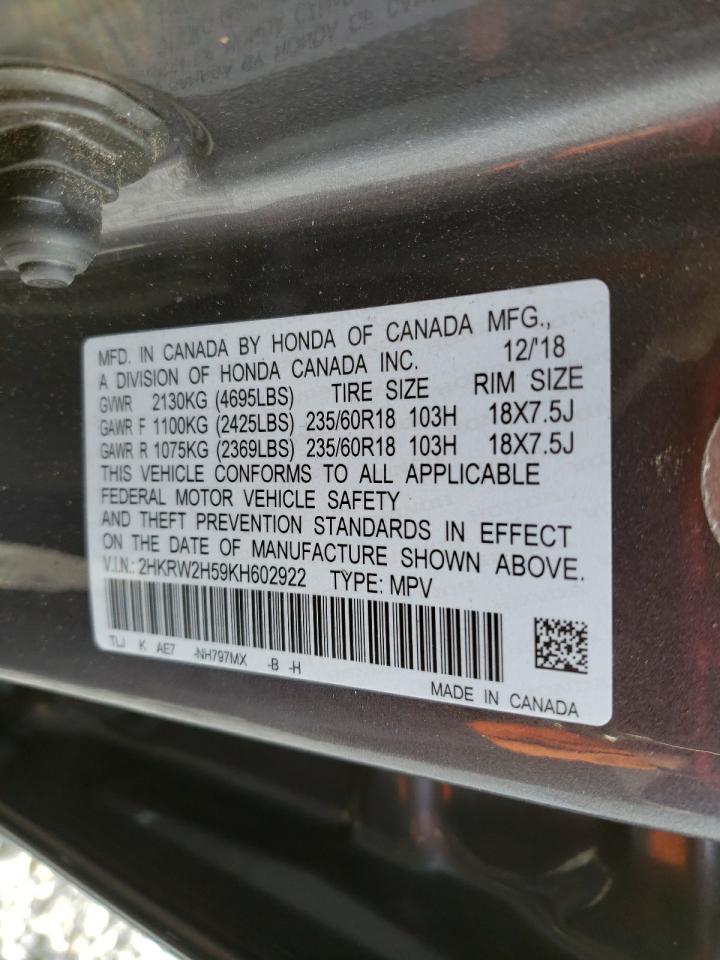 MFD. IN CANADA BY HONDA OF CANADA MFG.,
A DIVISION OF HONDA CANADA INC. 12/'18
GVWR 2130KG (4695LBS) TIRE SIZE RIM SIZE
GAWR F 1100KG (2425LBS) 235/60R18 103H 18X7.5J
GAWR R 1075KG (2369LBS) 235/60R18 103H 18X7.5J
THIS VEHICLE CONFORMS TO ALL APPLICABLE
FEDERAL MOTOR VEHICLE SAFETY
AND THEFT PREVENTION STANDARDS IN EFFECT
ON THE DATE OF MANUFACTURE SHOWN ABOVE.
V.I.N.: 2HKRW2H59KH602922 TYPE: MPV
TLJ K AE7 -NH797MX -B -H
MADE IN CANADA